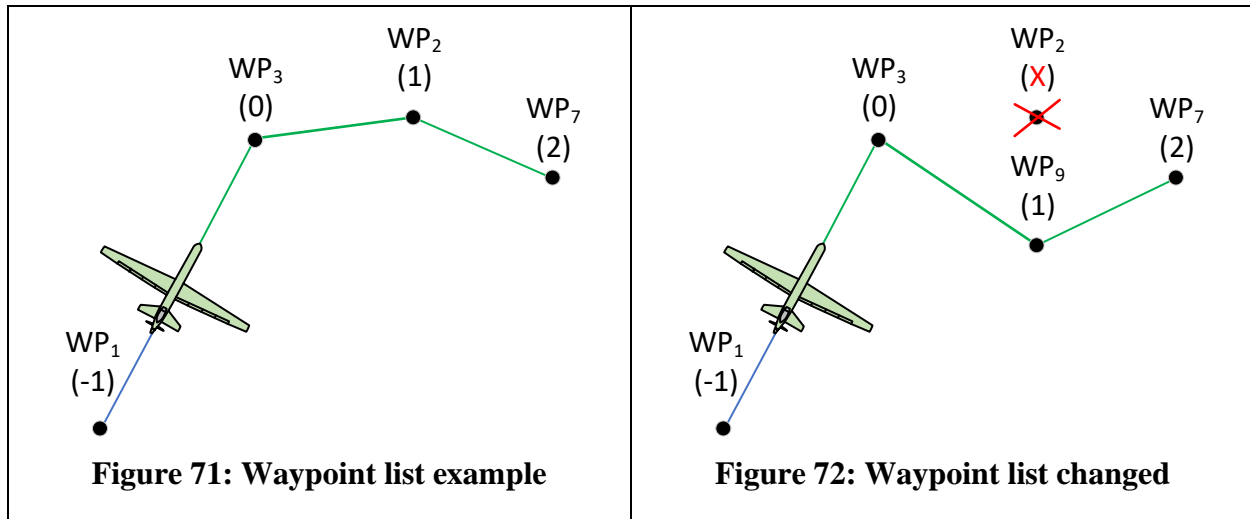 WP₃
(0)
WP₂
(1)
WP₇
(2)
WP₁
(-1)
Figure 71: Waypoint list example
WP₃
(0)
WP₂
(X)
WP₉
(1)
WP₇
(2)
WP₁
(-1)
Figure 72: Waypoint list changed